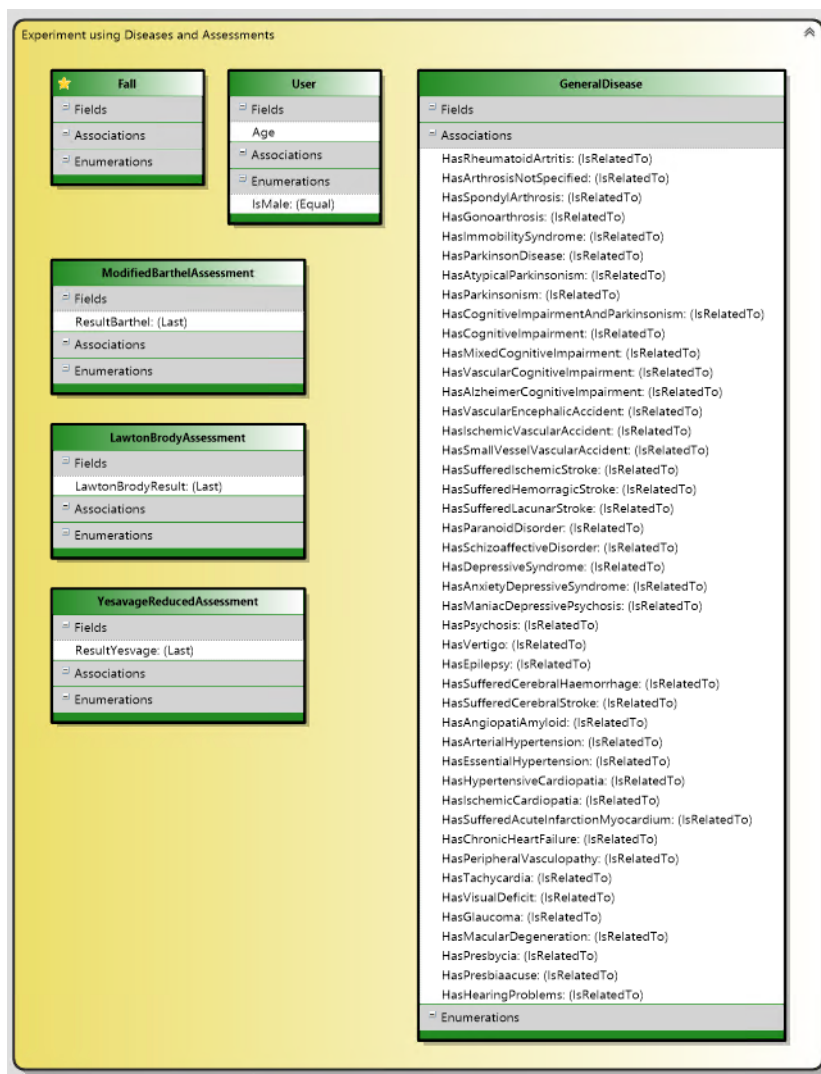 Experiment using Diseases and Assessments
Fall
Fields
Associations
Enumerations
User
Fields
Age
Associations
Enumerations
IsMale: (Equal)
ModifiedBarthelAssessment
Fields
ResultBarthel: (Last)
Associations
Enumerations
LawtonBrodyAssessment
Fields
LawtonBrodyResult: (Last)
Associations
Enumerations
YesavageReducedAssessment
Fields
ResultYesvage: (Last)
Associations
Enumerations
GeneralDisease
Fields
Associations
HasRheumatoidArtritis: (IsRelatedTo)
HasArthrosisNotSpecified: (IsRelatedTo)
HasSpondylArthrosis: (IsRelatedTo)
HasGonoarthrosis: (IsRelatedTo)
HasImmobilitySyndrome: (IsRelatedTo)
HasParkinsonDisease: (IsRelatedTo)
HasAtypicalParkinsonism: (IsRelatedTo)
HasParkinsonism: (IsRelatedTo)
HasCognitiveImpairmentAndParkinsonism: (IsRelatedTo)
HasCognitiveImpairment: (IsRelatedTo)
HasMixedCognitiveImpairment: (IsRelatedTo)
HasVascularCognitiveImpairment: (IsRelatedTo)
HasAlzheimerCognitiveImpairment: (IsRelatedTo)
HasVascularEncephalicAccident: (IsRelatedTo)
HasIschemicVascularAccident: (IsRelatedTo)
HasSmallVesselVascularAccident: (IsRelatedTo)
HasSufferedIschemicStroke: (IsRelatedTo)
HasSufferedHemorragicStroke: (IsRelatedTo)
HasSufferedLacunarStroke: (IsRelatedTo)
HasParanoidDisorder: (IsRelatedTo)
HasSchizoaffectiveDisorder: (IsRelatedTo)
HasDepressiveSyndrome: (IsRelatedTo)
HasAnxietyDepressiveSyndrome: (IsRelatedTo)
HasManiacDepressivePsychosis: (IsRelatedTo)
HasPsychosis: (IsRelatedTo)
HasVertigo: (IsRelatedTo)
HasEpilepsy: (IsRelatedTo)
HasSufferedCerebralHaemorrhage: (IsRelatedTo)
HasSufferedCerebralStroke: (IsRelatedTo)
HasAngiopatiAmyloid: (IsRelatedTo)
HasArterialHypertension: (IsRelatedTo)
HasEssentialHypertension: (IsRelatedTo)
HasHypertensiveCardiopatia: (IsRelatedTo)
HasIschemicCardiopatia: (IsRelatedTo)
HasSufferedAcuteInfarctionMyocardium: (IsRelatedTo)
HasChronicHeartFailure: (IsRelatedTo)
HasPeripheralVasculopathy: (IsRelatedTo)
HasTachycardia: (IsRelatedTo)
HasVisualDeficit: (IsRelatedTo)
HasGlaucoma: (IsRelatedTo)
HasMacularDegeneration: (IsRelatedTo)
HasPresbycia: (IsRelatedTo)
HasPresbiaacuse: (IsRelatedTo)
HasHearingProblems: (IsRelatedTo)
Enumerations